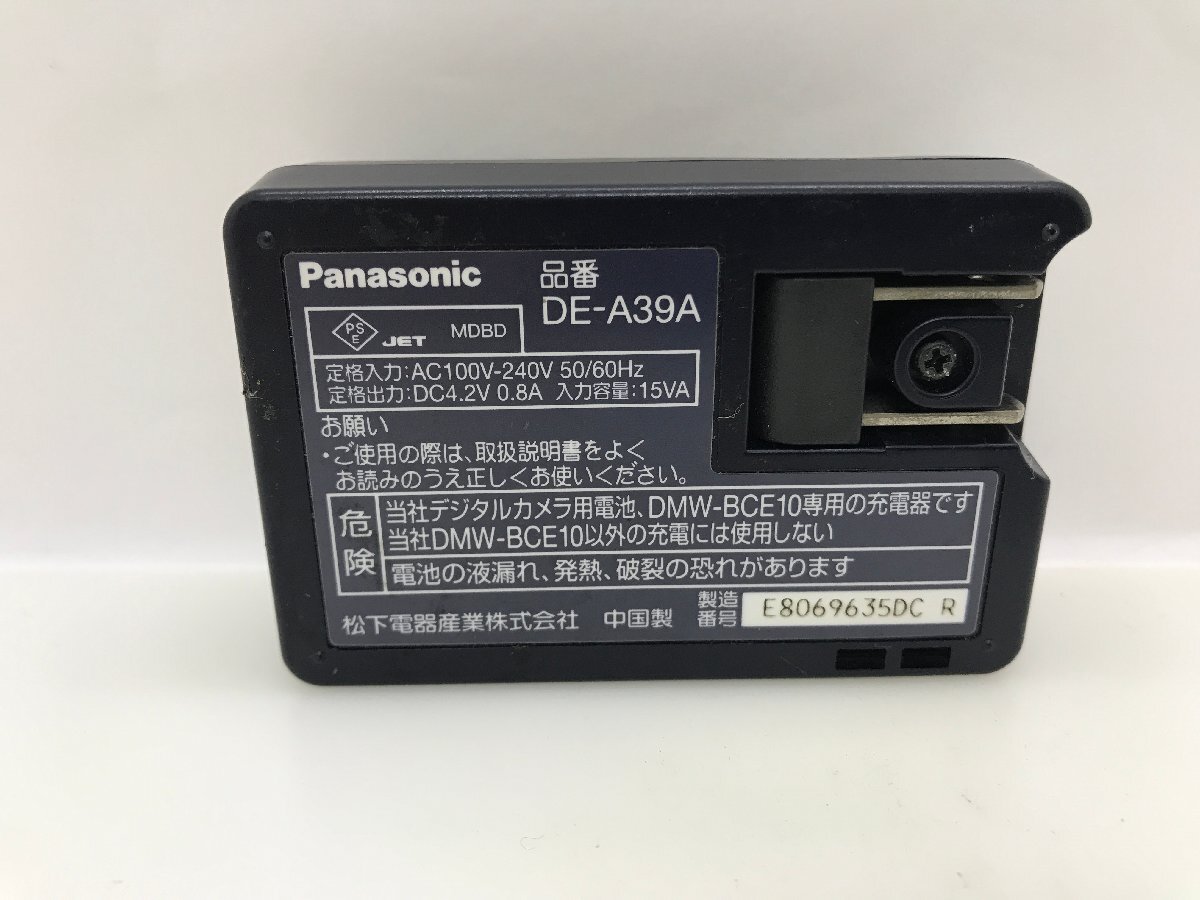 Panasonic 品番
DE-A39A
PSE JET MDBD
定格入力:AC100V-240V 50/60Hz
定格出力:DC4.2V 0.8A 入力容量:15VA
お願い
・ご使用の際は、取扱説明書をよく
お読みのうえ正しくお使いください。
危険
当社デジタルカメラ用電池、DMW-BCE10専用の充電器です
当社DMW-BCE10以外の充電には使用しない
電池の液漏れ、発熱、破裂の恐れがあります
松下電器産業株式会社 中国製 製造番号 E8069635DC R